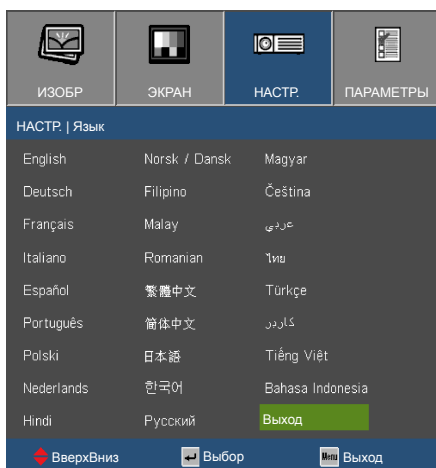 ИЗОБР ЭКРАН НАСТР. ПАРАМЕТРЫ
НАСТР. | Язык
English Norsk / Dansk Magyar
Deutsch Filipino Čeština
Français Malay عربي
Italiano Romanian ไทย
Español 繁體中文 Türkçe
Português 简体中文
Polski 日本語 Tiếng Việt
Nederlands 한국어 Bahasa Indonesia
Hindi Русский Выход
ВверхВниз Выбор Menu Выход